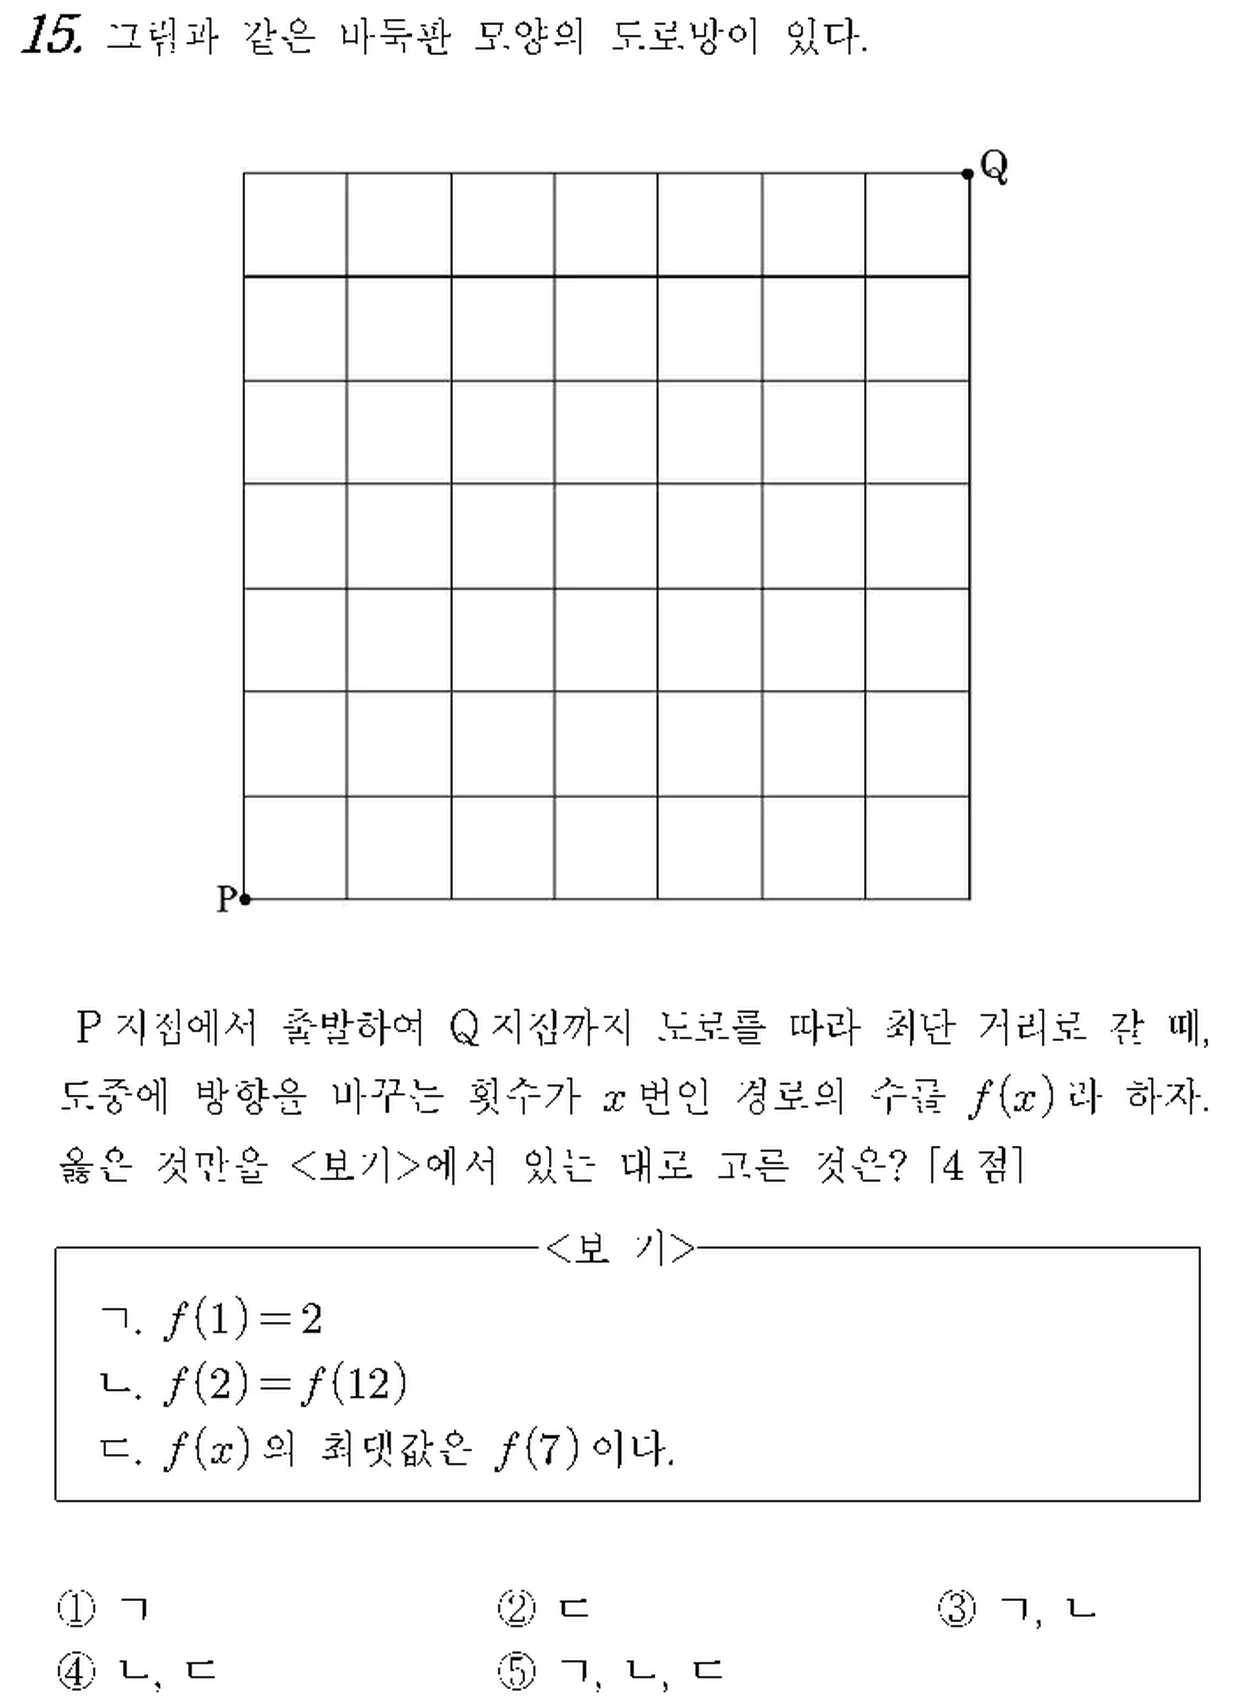 15. 그림과 같은 바둑판 모양의 도로망이 있다.
Q
P
P 지점에서 출발하여 Q 지점까지 도로를 따라 최단 거리로 갈 때,
도중에 방향을 바꾸는 횟수가 x 번인 경로의 수를 f(x) 라 하자.
옳은 것만을 <보기>에서 있는 대로 고른 것은? [4 점]
<보 기>
ㄱ. f(1)=2
ㄴ. f(2)=f(12)
ㄷ. f(x) 의 최댓값은 f(7) 이다.
① ㄱ ② ㄷ ③ ㄱ, ㄴ
④ ㄴ, ㄷ ⑤ ㄱ, ㄴ, ㄷ